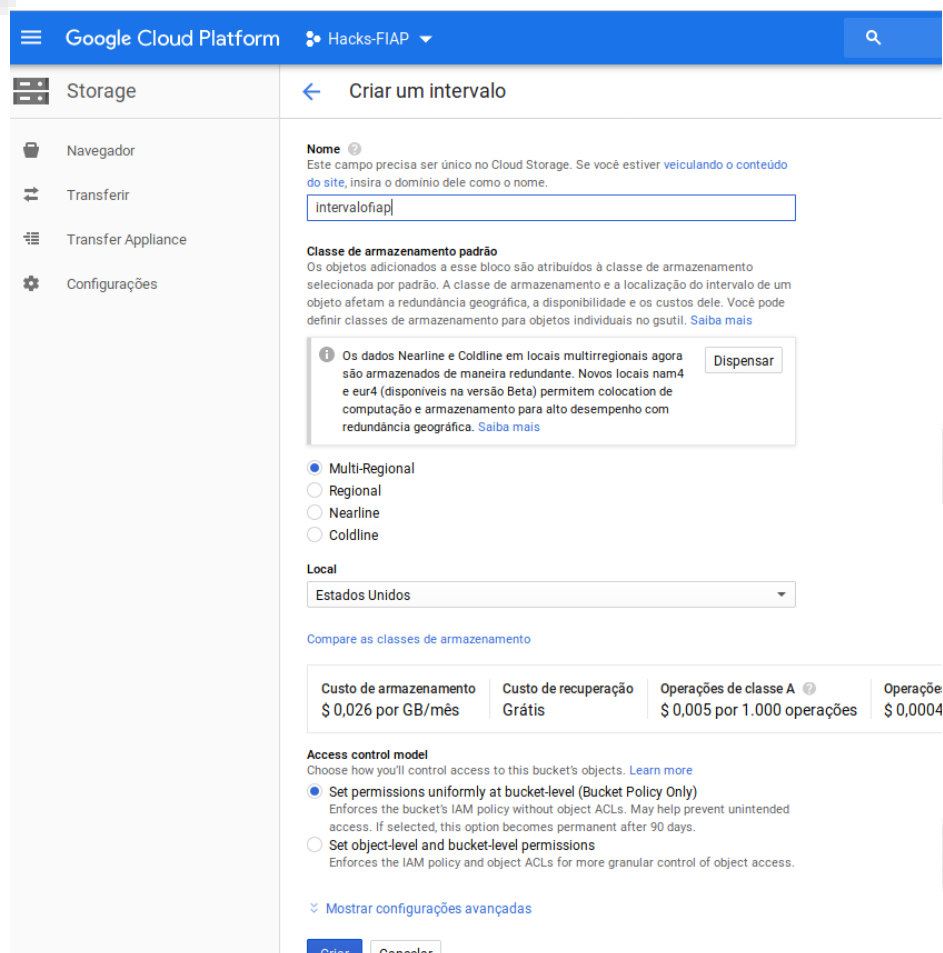 Google Cloud Platform
Hacks-FIAP
Storage
Criar um intervalo
Navegador
Transferir
Transfer Appliance
Configurações
Nome
Este campo precisa ser único no Cloud Storage. Se você estiver veiculando o conteúdo
do site, insira o domínio dele como o nome.
intervalofiap
Classe de armazenamento padrão
Os objetos adicionados a esse bloco são atribuídos à classe de armazenamento
selecionada por padrão. A classe de armazenamento e a localização do intervalo de um
objeto afetam a redundância geográfica, a disponibilidade e os custos dele. Você pode
definir classes de armazenamento para objetos individuais no gsutil. Saiba mais
Os dados Nearline e Coldline em locais multirregionais agora
são armazenados de maneira redundante. Novos locais nam4
e eur4 (disponíveis na versão Beta) permitem colocation de
computação e armazenamento para alto desempenho com
redundância geográfica. Saiba mais
Dispensar
Multi-Regional
Regional
Nearline
Coldline
Local
Estados Unidos
Compare as classes de armazenamento
Custo de armazenamento
$ 0,026 por GB/mês
Custo de recuperação
Grátis
Operações de classe A
$ 0,005 por 1.000 operações
Operações
$ 0,0004
Access control model
Choose how you'll control access to this bucket's objects. Learn more
Set permissions uniformly at bucket-level (Bucket Policy Only)
Enforces the bucket's IAM policy without object ACLs. May help prevent unintended
access. If selected, this option becomes permanent after 90 days.
Set object-level and bucket-level permissions
Enforces the IAM policy and object ACLs for more granular control of object access.
Mostrar configurações avançadas
Criar
Cancelar